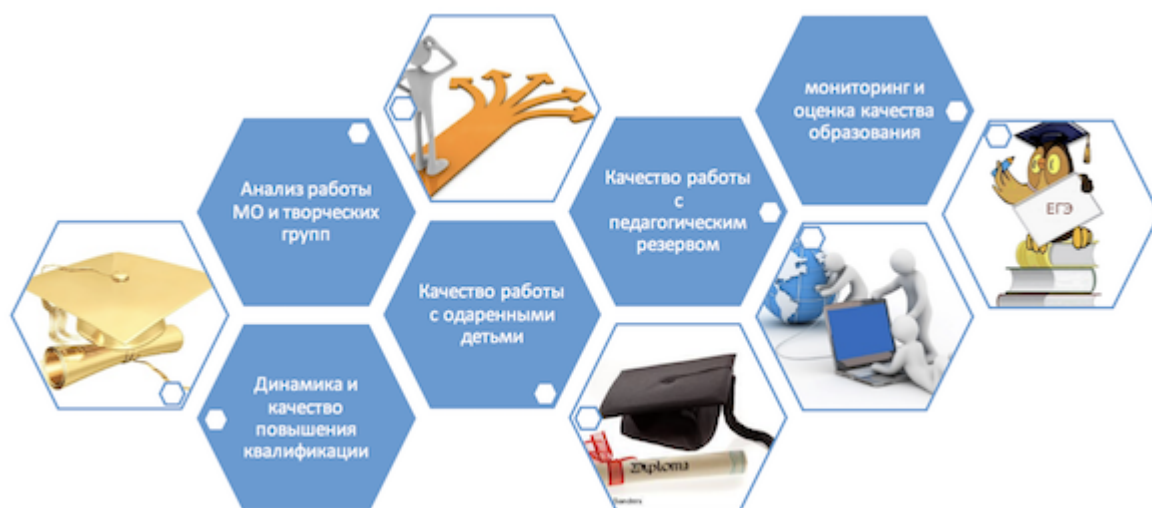 мониторинг и
оценка качества
образования
Анализ работы
МО и творческих
групп
Качество работы
с
педагогическим
резервом
ЕГЭ
Качество работы
с одаренными
детьми
Динамика и
качество
повышения
квалификации
Diploma